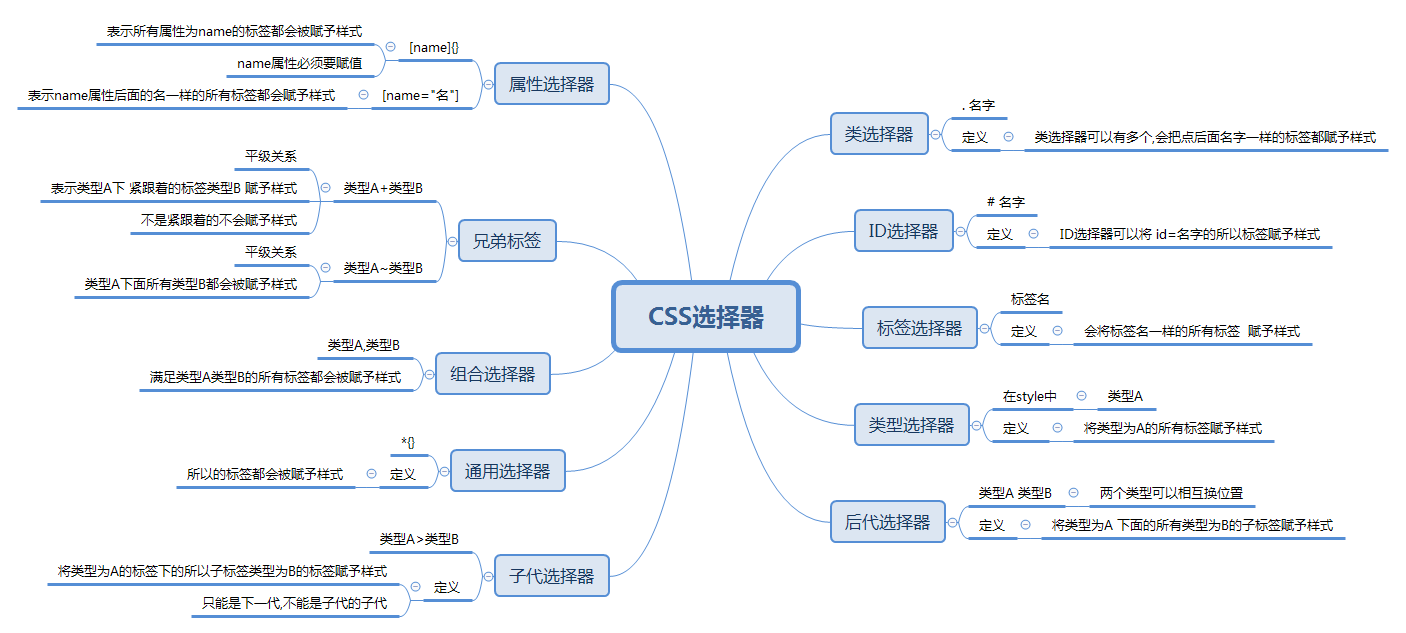 CSS选择器
类选择器
. 名字
定义
类选择器可以有多个,会把点后面名字一样的标签都赋予样式
ID选择器
# 名字
定义
ID选择器可以将 id=名字的所以标签赋予样式
标签选择器
标签名
定义
会将标签名一样的所有标签 赋予样式
类型选择器
在style中
类型A
定义
将类型为A的所有标签赋予样式
后代选择器
类型A 类型B
两个类型可以相互换位置
定义
将类型为A 下面的所有类型为B的子标签赋予样式
属性选择器
[name]{}
表示所有属性为name的标签都会被赋予样式
name属性必须要赋值
[name="名"]
表示name属性后面的名一样的所有标签都会赋予样式
兄弟标签
类型A+类型B
平级关系
表示类型A下 紧跟着的标签类型B 赋予样式
不是紧跟着的不会赋予样式
类型A~类型B
平级关系
类型A下面所有类型B都会被赋予样式
组合选择器
类型A,类型B
满足类型A类型B的所有标签都会被赋予样式
通用选择器
*{}
定义
所以的标签都会被赋予样式
子代选择器
类型A>类型B
定义
将类型为A的标签下的所以子标签类型为B的标签赋予样式
只能是下一代,不能是子代的子代